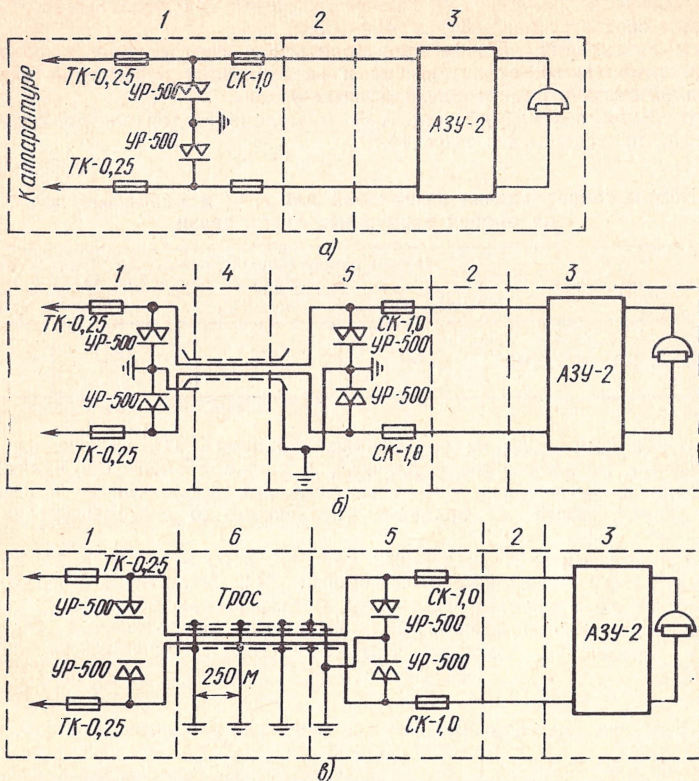 1 2 3
К аппаратуре
ТК-0,25
УР-500
СК-1,0
УР-500
ТК-0,25
АЗУ-2
а)
1 4 5 2 3
ТК-0,25
УР-500
УР-500
ТК-0,25
СК-1,0
УР-500
УР-500
СК-1,0
АЗУ-2
б)
1 6 5 2 3
ТК-0,25
УР-500
УР-500
ТК-0,25
Трос
250 м
СК-1,0
УР-500
УР-500
СК-1,0
АЗУ-2
в)